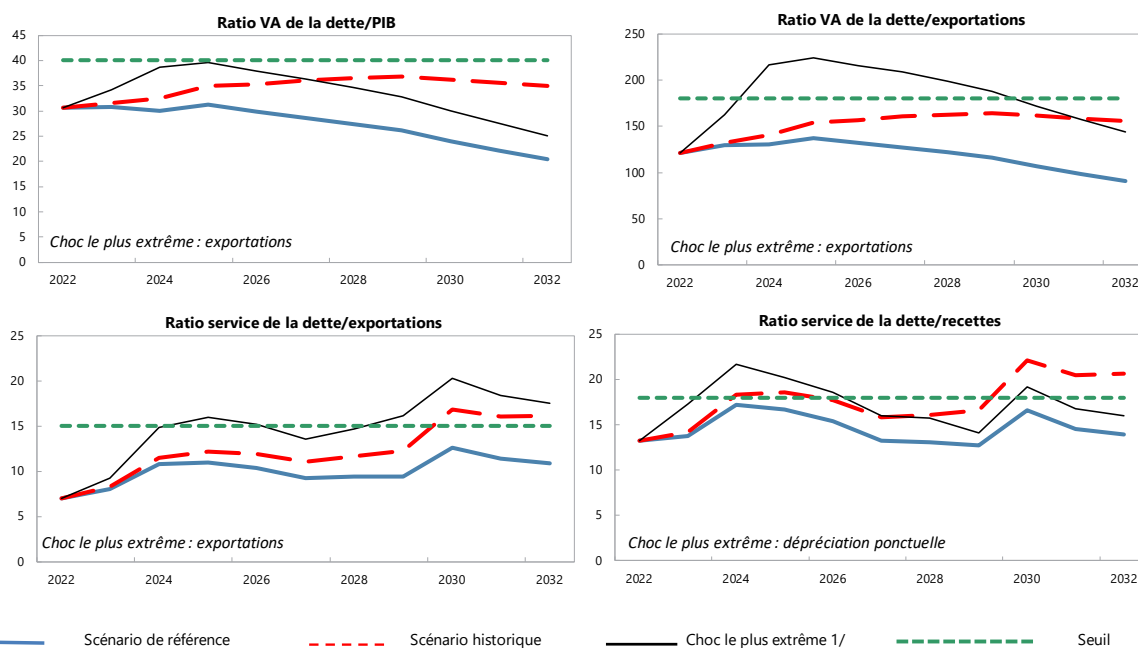 Ratio VA de la dette/PIB
45
40
35
30
25
20
15
10
5
0
Choc le plus extrême : exportations
2022 2024 2026 2028 2030 2032
Ratio VA de la dette/exportations
250
200
150
100
50
0
Choc le plus extrême : exportations
2022 2024 2026 2028 2030 2032
Ratio service de la dette/exportations
25
20
15
10
5
0
Choc le plus extrême : exportations
2022 2024 2026 2028 2030 2032
Ratio service de la dette/recettes
25
20
15
10
5
0
Choc le plus extrême : dépréciation ponctuelle
2022 2024 2026 2028 2030 2032
Scénario de référence Scénario historique Choc le plus extrême 1/ Seuil